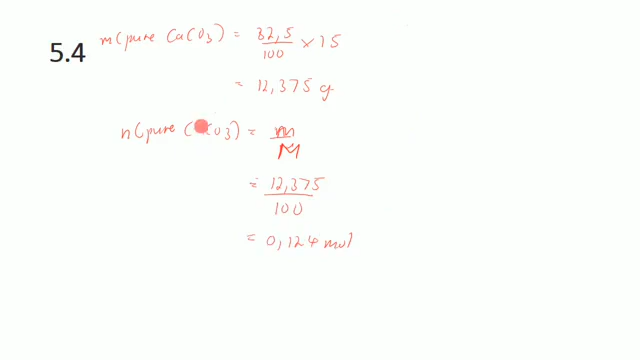 m(pure CaCO3) = 82,5/100 × 15
5.4
= 12,375 g
n(pure CaCO3) = m/M
= 12,375/100
= 0,124 mol